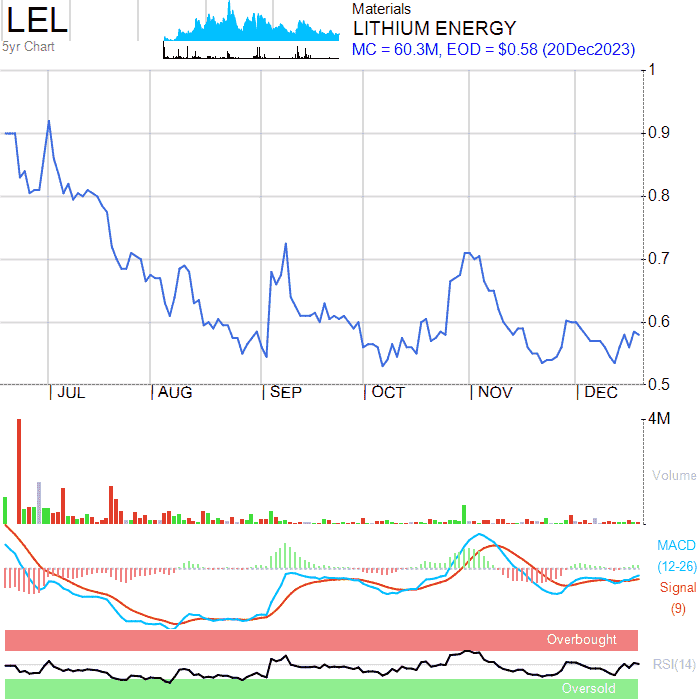 LEL
5yr Chart
Materials
LITHIUM ENERGY
MC = 60.3M, EOD = $0.58 (20Dec2023)
1
0.9
0.8
0.7
0.6
0.5
JUL AUG SEP OCT NOV DEC
4M
Volume
MACD
(12-26)
Signal
(9)
Overbought
RSI(14)
Oversold